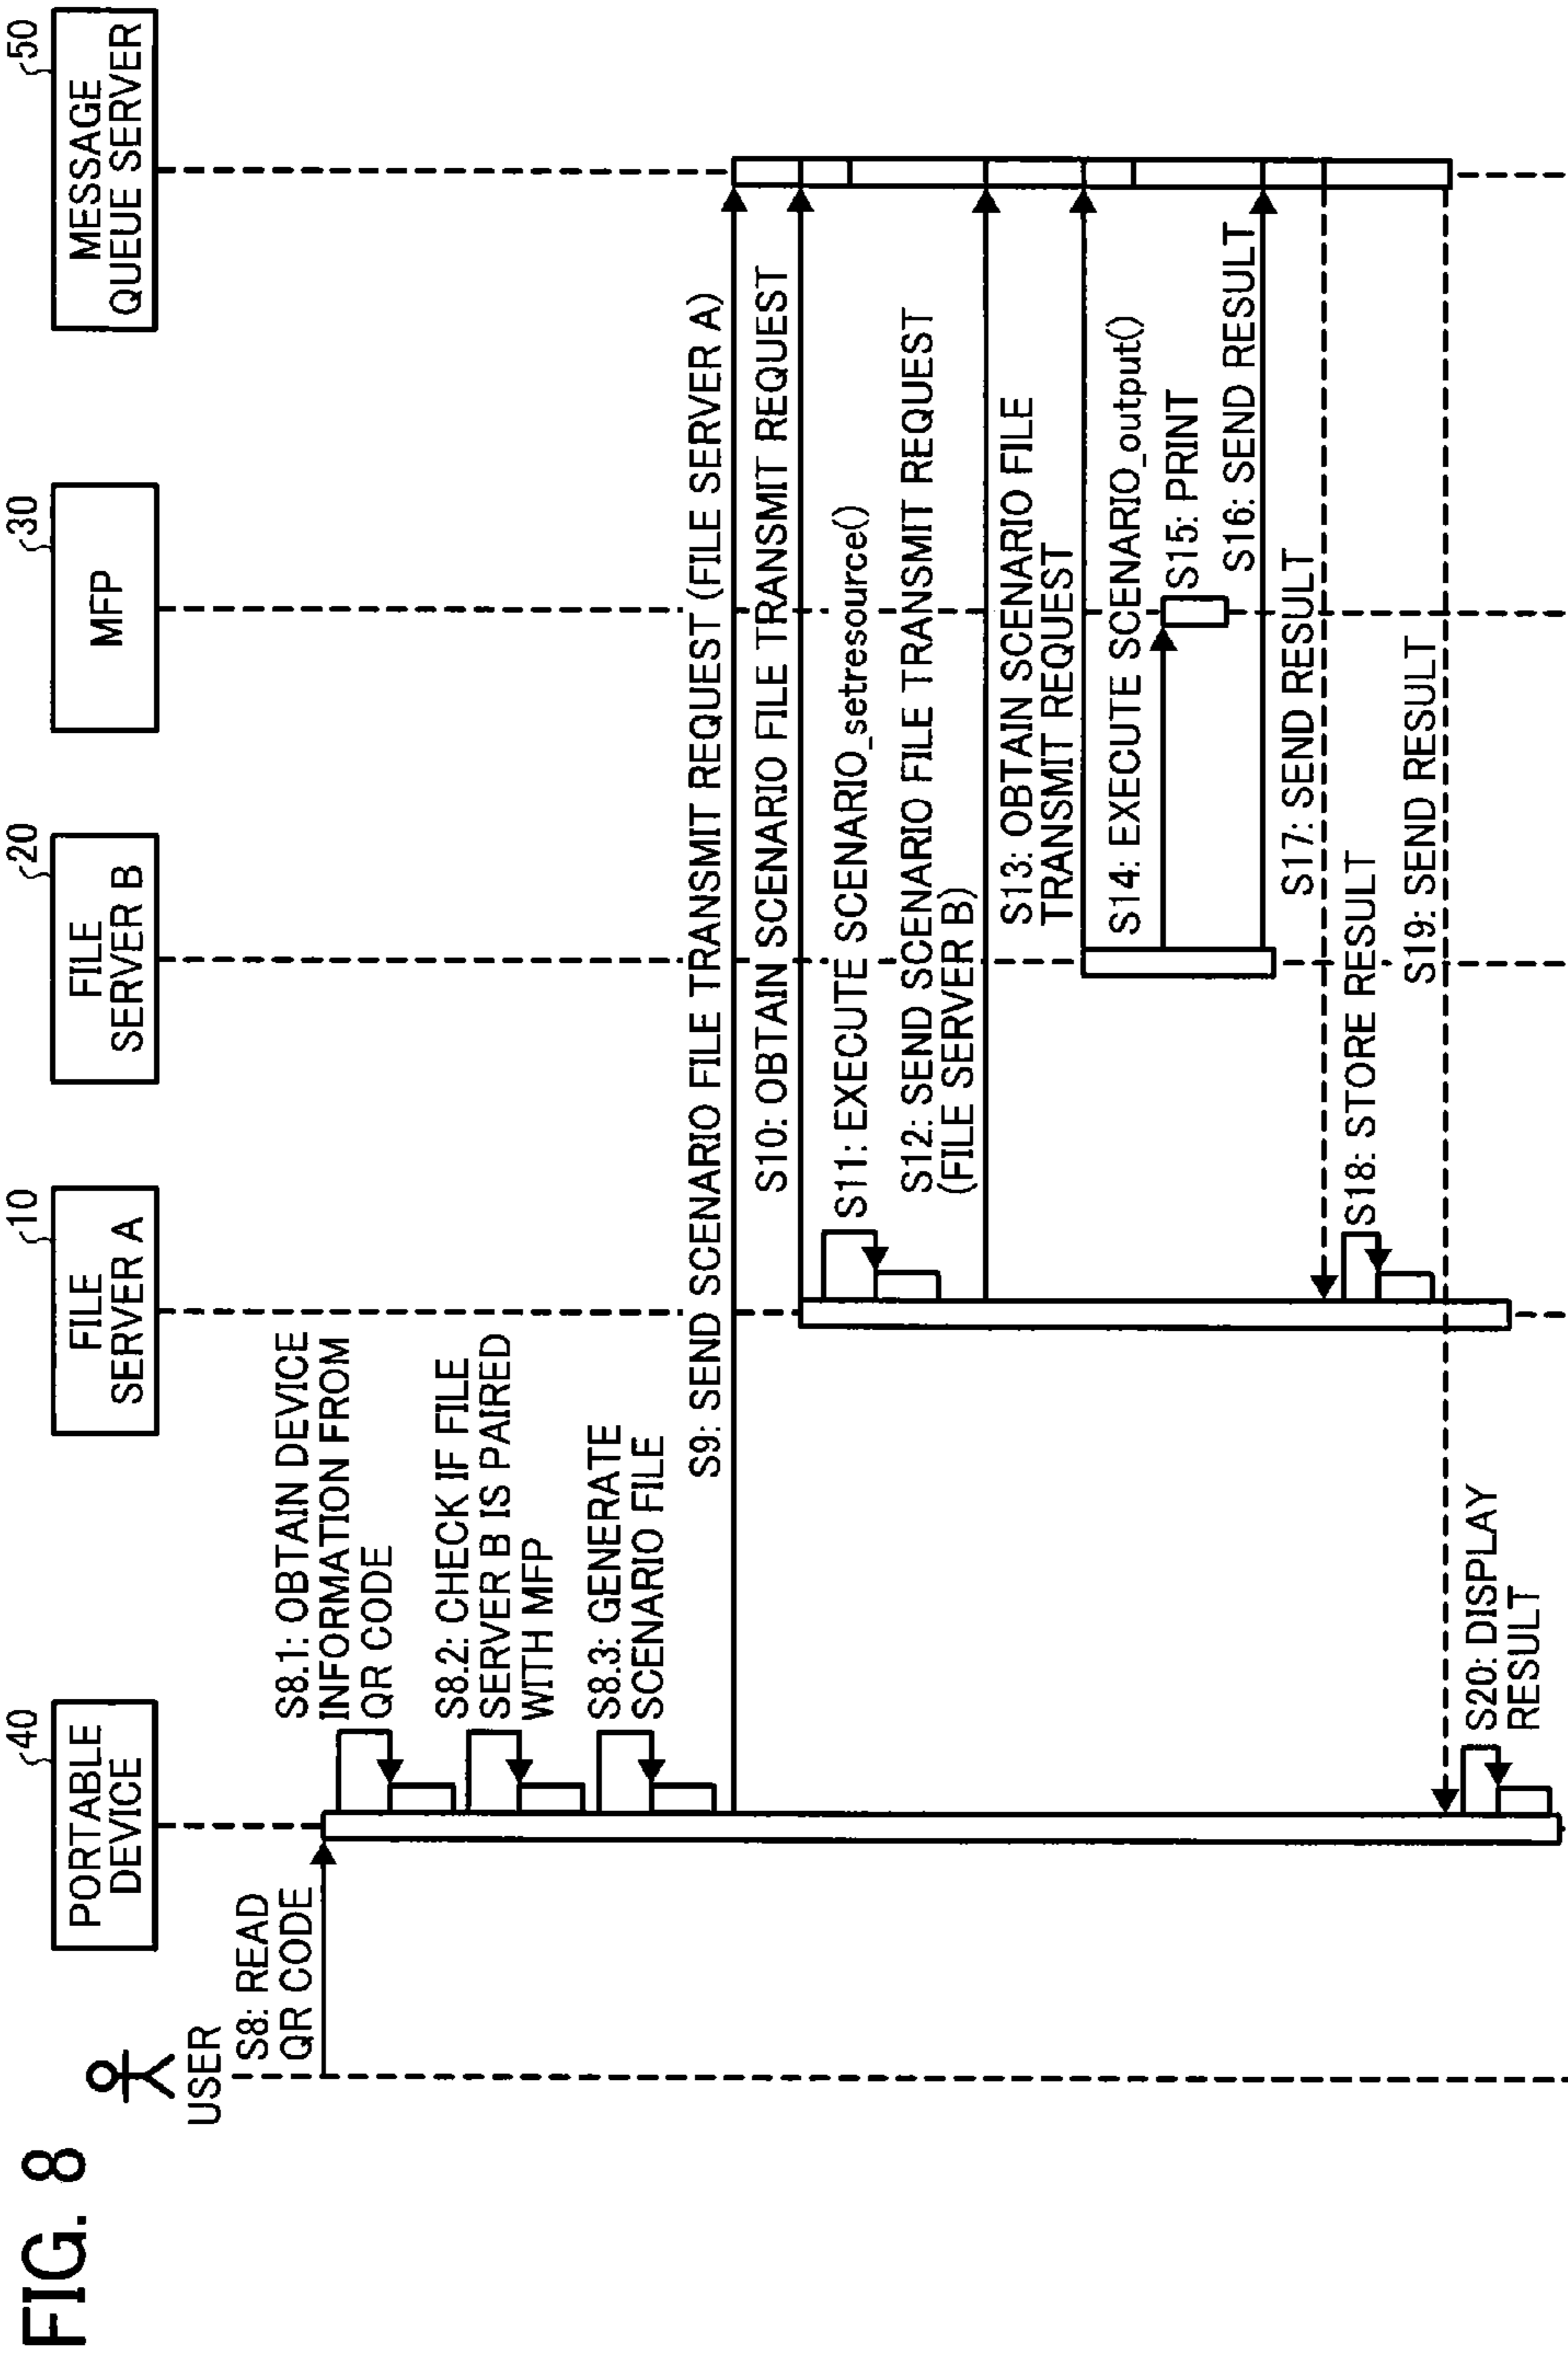 FIG. 8
USER
40
PORTABLE
DEVICE
10
FILE
SERVER A
20
FILE
SERVER B
30
MFP
50
MESSAGE
QUEUE SERVER
S8: READ
QR CODE
S8.1: OBTAIN DEVICE
INFORMATION FROM
QR CODE
S8.2: CHECK IF FILE
SERVER B IS PAIRED
WITH MFP
S8.3: GENERATE
SCENARIO FILE
S9: SEND SCENARIO FILE TRANSMIT REQUEST (FILE SERVER A)
S10: OBTAIN SCENARIO FILE TRANSMIT REQUEST
S11: EXECUTE SCENARIO_setresource()
S12: SEND SCENARIO FILE TRANSMIT REQUEST
(FILE SERVER B)
S13: OBTAIN SCENARIO FILE
TRANSMIT REQUEST
S14: EXECUTE SCENARIO_output()
S15: PRINT
S16: SEND RESULT
S17: SEND RESULT
S18: STORE RESULT
S19: SEND RESULT
S20: DISPLAY
RESULT